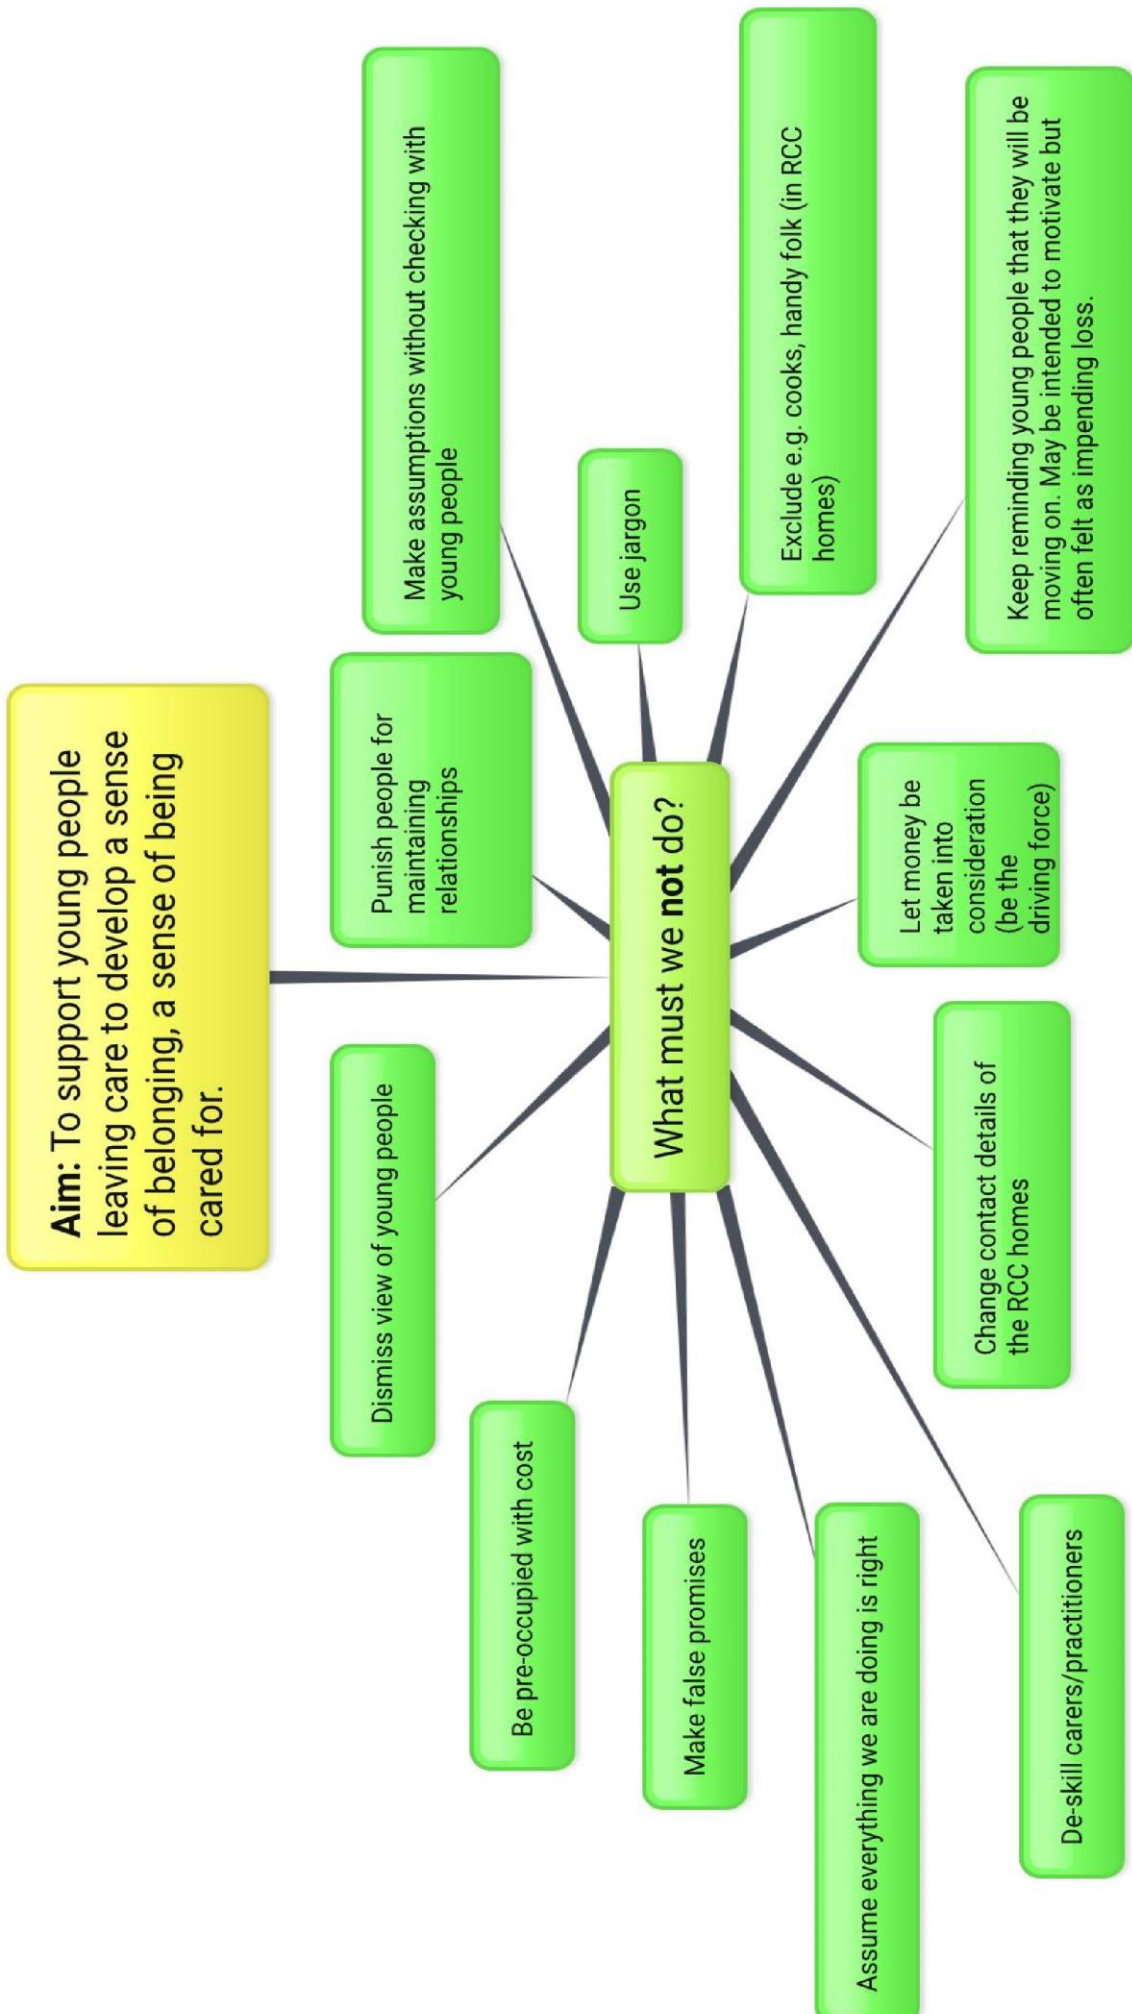 Aim: To support young people
leaving care to develop a sense
of belonging, a sense of being
cared for.
Dismiss view of young people
Punish people for
maintaining
relationships
Make assumptions without checking with
young people
Be pre-occupied with cost
Use jargon
Make false promises
What must we not do?
Exclude e.g. cooks, handy folk (in RCC
homes)
Assume everything we are doing is right
Let money be
taken into
consideration
(be the
driving force)
Change contact details of
the RCC homes
Keep reminding young people that they will be
moving on. May be intended to motivate but
often felt as impending loss.
De-skill carers/practitioners